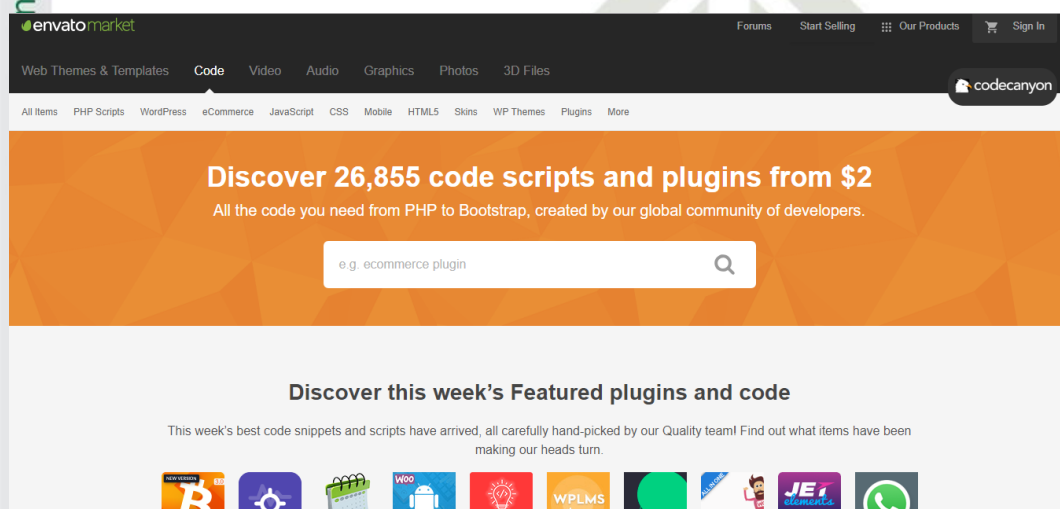 envatomarket
Forums Start Selling Our Products Sign In
Web Themes & Templates Code Video Audio Graphics Photos 3D Files
codecanyon
All Items PHP Scripts WordPress eCommerce JavaScript CSS Mobile HTML5 Skins WP Themes Plugins More
Discover 26,855 code scripts and plugins from $2
All the code you need from PHP to Bootstrap, created by our global community of developers.
e.g. ecommerce plugin
Discover this week's Featured plugins and code
This week's best code snippets and scripts have arrived, all carefully hand-picked by our Quality team! Find out what items have been
making our heads turn.
NEW VERSION
WOO
WPLMS
ALL IN ONE
JET
elements